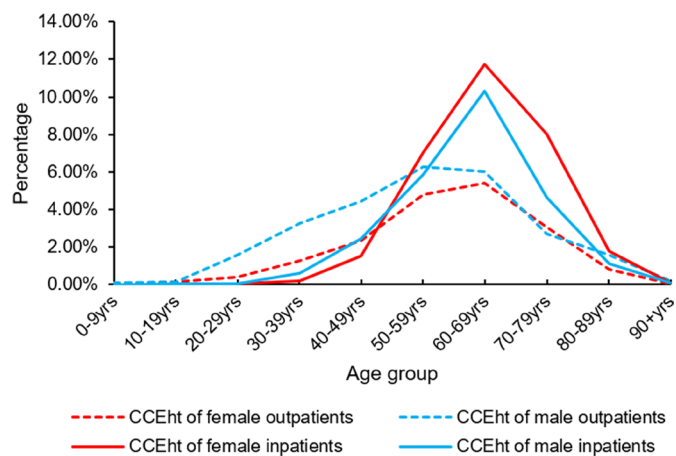 14.00%
12.00%
10.00%
8.00%
6.00%
4.00%
2.00%
0.00%
Percentage
0-9yrs
10-19yrs
20-29yrs
30-39yrs
40-49yrs
50-59yrs
60-69yrs
70-79yrs
80-89yrs
90+yrs
Age group
CCEht of female outpatients
CCEht of male outpatients
CCEht of female inpatients
CCEht of male inpatients